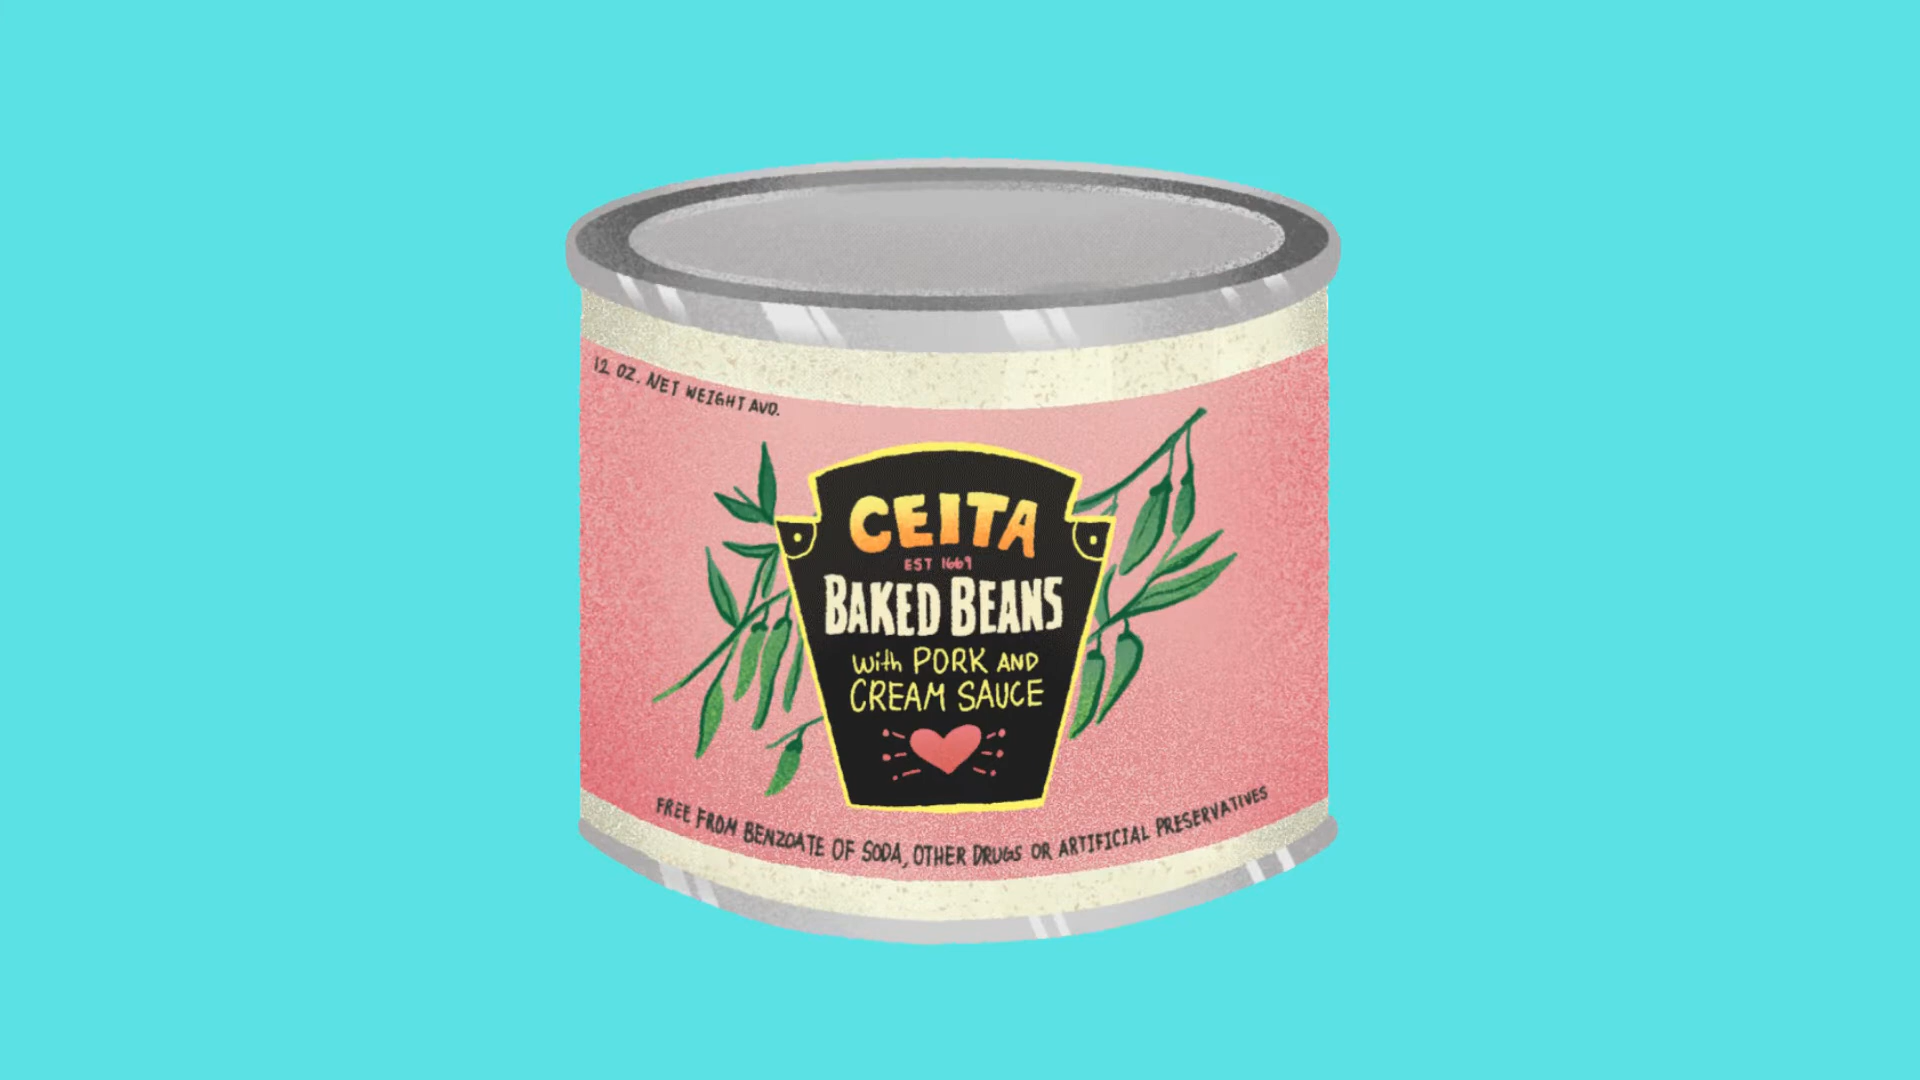 12 OZ. NET WEIGHT AVD.
CEITA
EST 1669
BAKED BEANS
with PORK AND
CREAM SAUCE
FREE FROM BENZOATE OF SODA, OTHER DRUGS OR ARTIFICIAL PRESERVATIVES